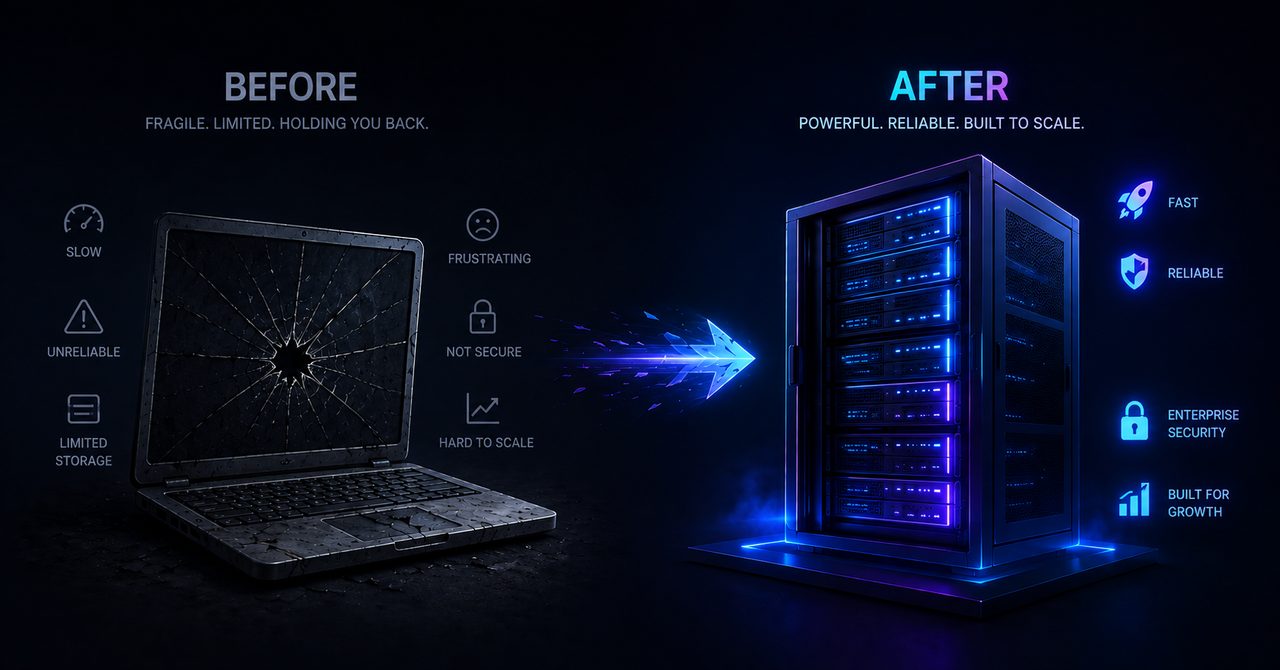 BEFORE
FRAGILE. LIMITED. HOLDING YOU BACK.
SLOW
UNRELIABLE
LIMITED
STORAGE
FRUSTRATING
NOT SECURE
HARD TO SCALE
AFTER
POWERFUL. RELIABLE. BUILT TO SCALE.
FAST
RELIABLE
ENTERPRISE
SECURITY
BUILT FOR
GROWTH